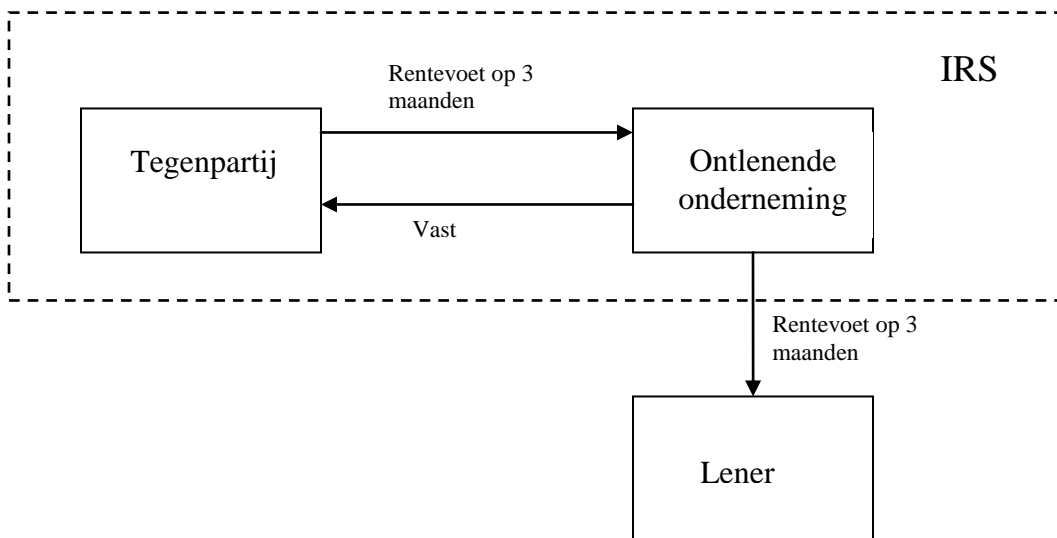 IRS
Rentevoet op 3
maanden
Tegenpartij
Ontlenende
onderneming
Vast
Rentevoet op 3
maanden
Lener